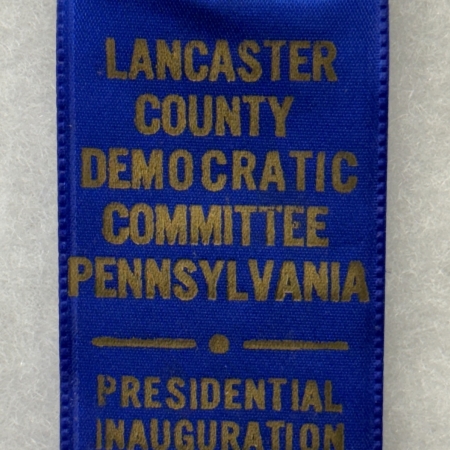 LANCASTER
COUNTY
DEMOCRATIC
COMMITTEE
PENNSYLVANIA
PRESIDENTIAL
INAUGURATION